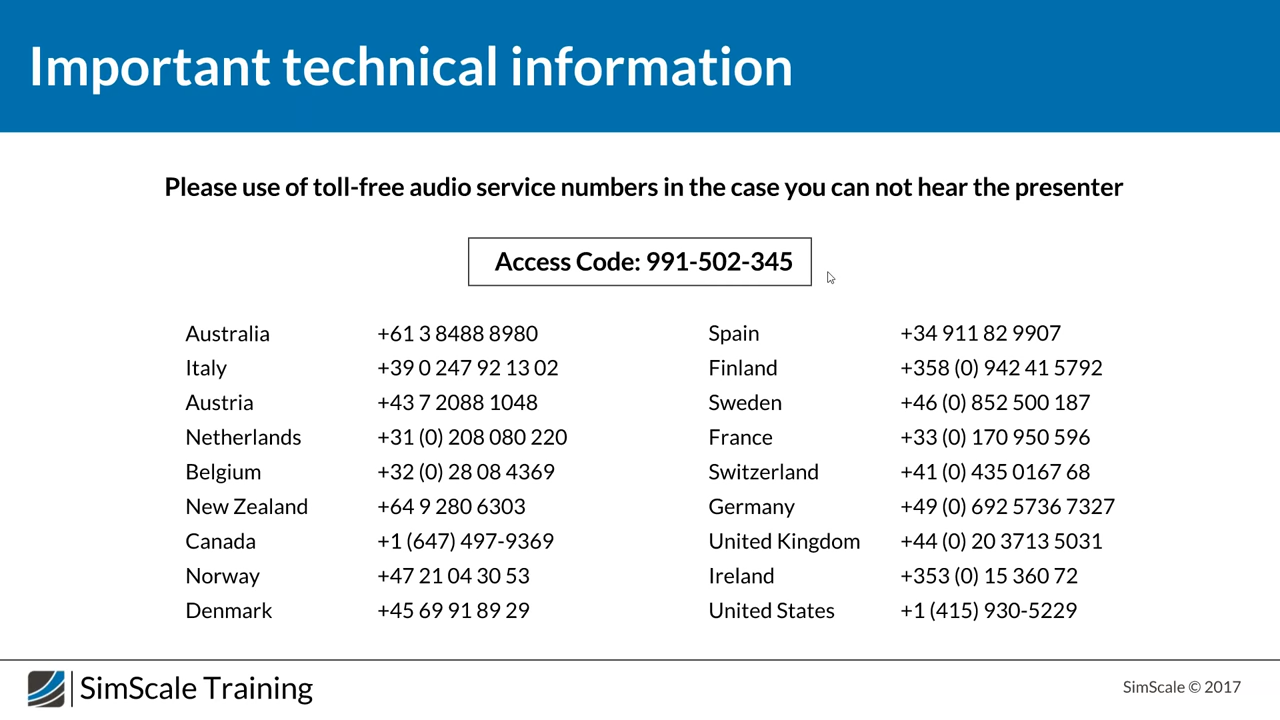 Important technical information
Please use of toll-free audio service numbers in the case you can not hear the presenter
Access Code: 991-502-345
Australia +61 3 8488 8980
Italy +39 0 247 92 13 02
Austria +43 7 2088 1048
Netherlands +31 (0) 208 080 220
Belgium +32 (0) 28 08 4369
New Zealand +64 9 280 6303
Canada +1 (647) 497-9369
Norway +47 21 04 30 53
Denmark +45 69 91 89 29
Spain +34 911 82 9907
Finland +358 (0) 942 41 5792
Sweden +46 (0) 852 500 187
France +33 (0) 170 950 596
Switzerland +41 (0) 435 0167 68
Germany +49 (0) 692 5736 7327
United Kingdom +44 (0) 20 3713 5031
Ireland +353 (0) 15 360 72
United States +1 (415) 930-5229
SimScale Training
SimScale © 2017